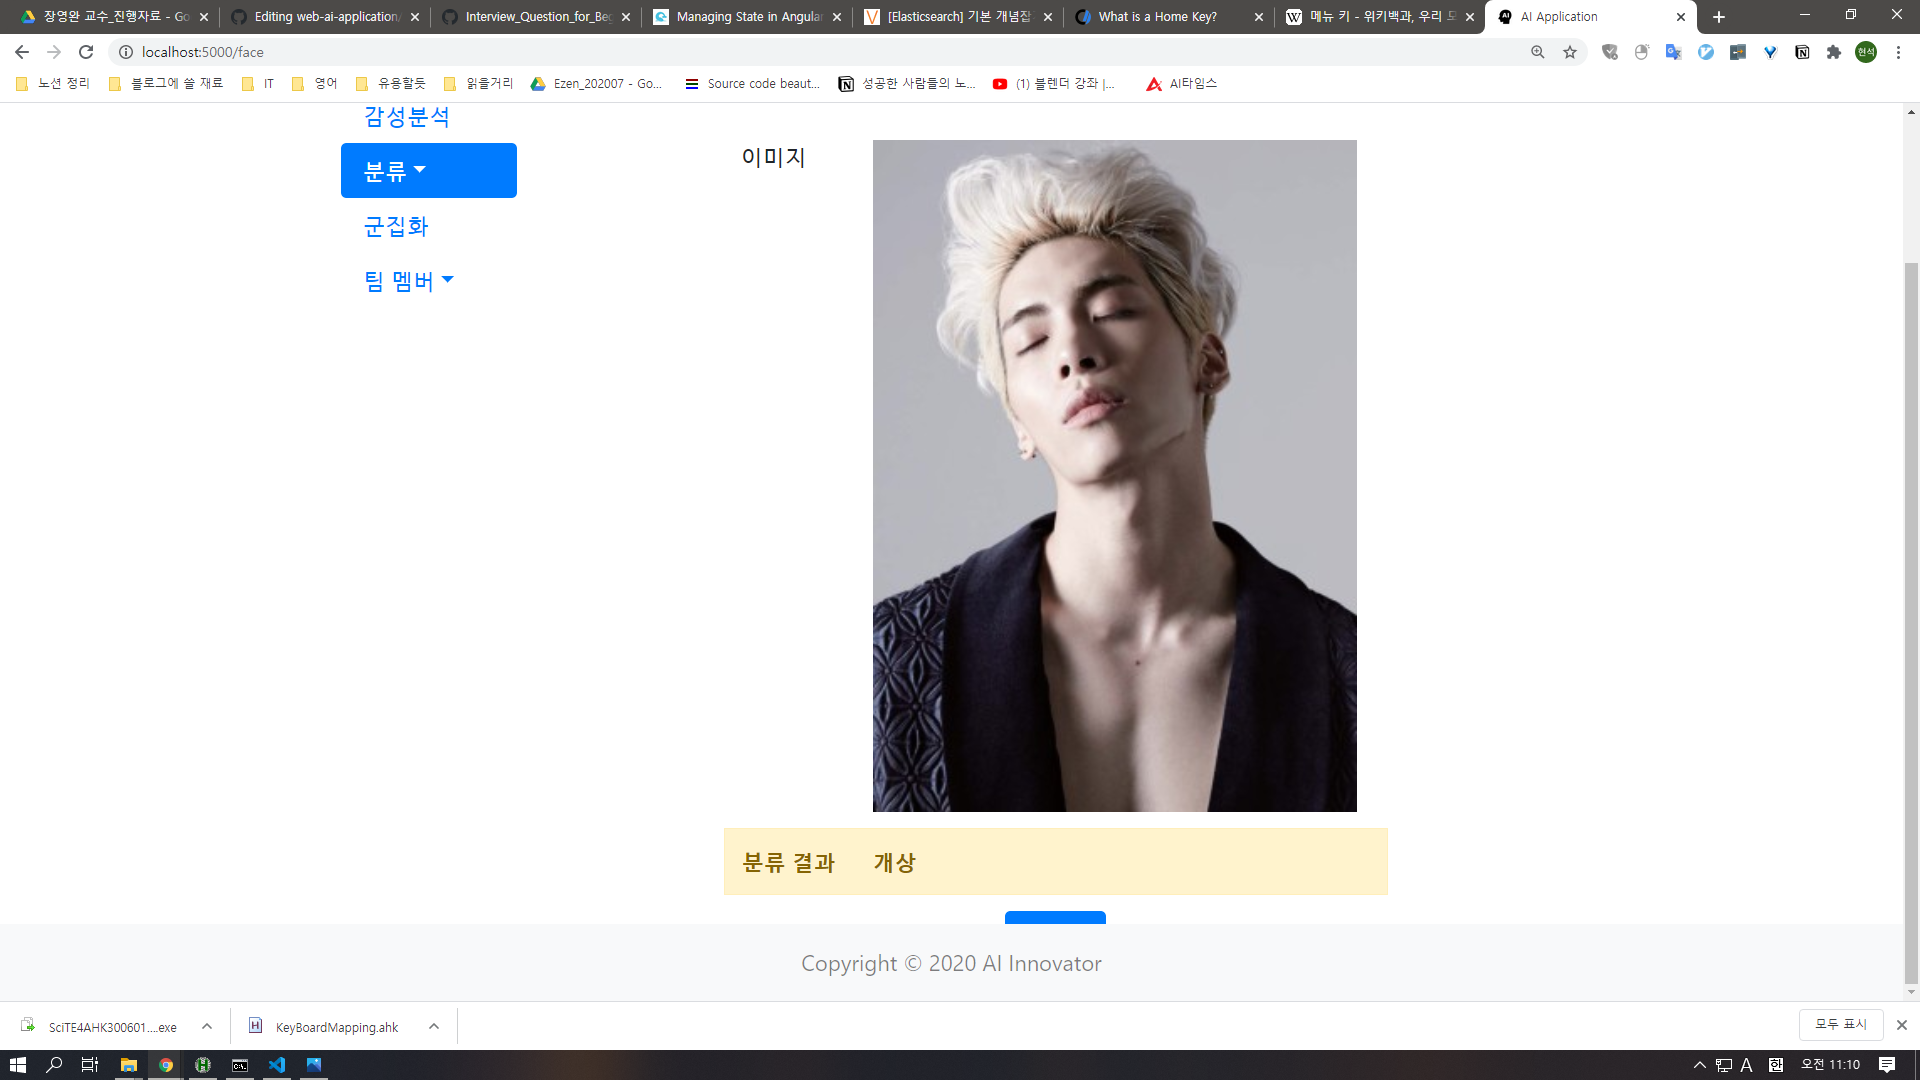 장영완 교수_진행자료 - Go
Editing web-ai-application/
Interview_Question_for_Beg
Managing State in Angular
[Elasticsearch] 기본 개념잡
What is a Home Key?
메뉴 키 - 위키백과, 우리 모
AI Application
localhost:5000/face
현석
노션 정리
블로그에 쓸 재료
IT
영어
유용할듯
읽을거리
Ezen_202007 - Go...
Source code beaut...
성공한 사람들의 노...
(1) 블렌더 강좌 |...
AI타임스
감성분석
분류
군집화
팀 멤버
이미지
분류 결과 개상
Copyright © 2020 AI Innovator
SciTE4AHK300601....exe
KeyBoardMapping.ahk
모두 표시
A
한
오전 11:10